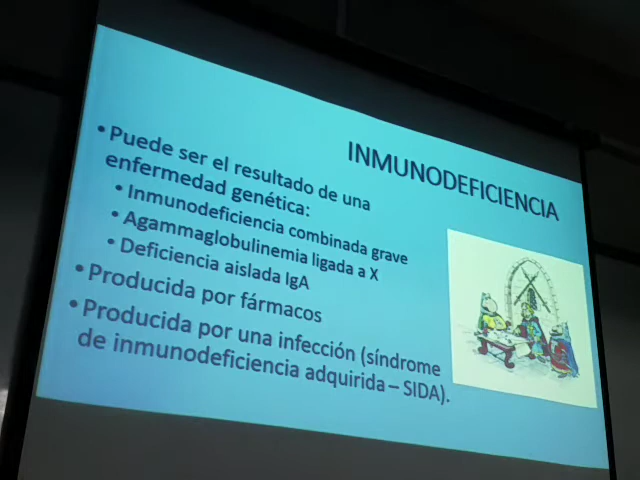 INMUNODEFICIENCIA
• Puede ser el resultado de una
enfermedad genética:
• Inmunodeficiencia combinada grave
• Agammaglobulinemia ligada a X
• Deficiencia aislada IgA
• Producida por fármacos
• Producida por una infección (síndrome
de inmunodeficiencia adquirida – SIDA).